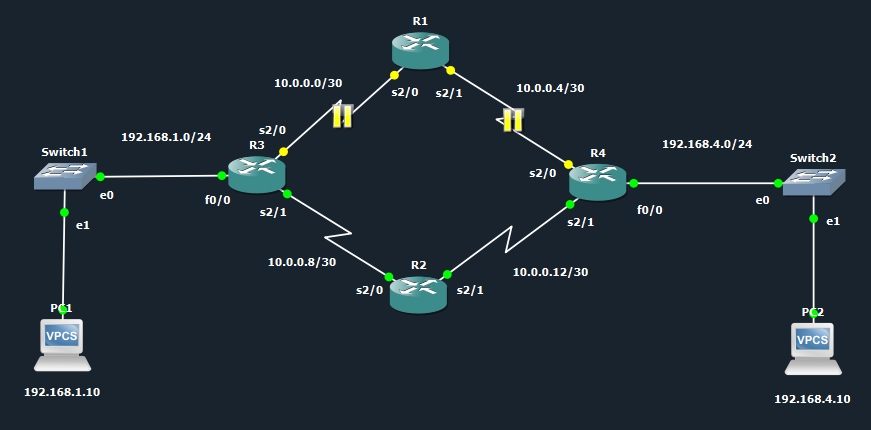 R1
10.0.0.0/30
10.0.0.4/30
s2/0
s2/1
192.168.1.0/24
s2/0
R3
192.168.4.0/24
R4
Switch1
Switch2
s2/0
e0
f0/0
e0
s2/1
f0/0
e1
s2/1
e1
10.0.0.8/30
R2
10.0.0.12/30
s2/0
s2/1
PC1
PC2
VPCS
VPCS
192.168.1.10
192.168.4.10